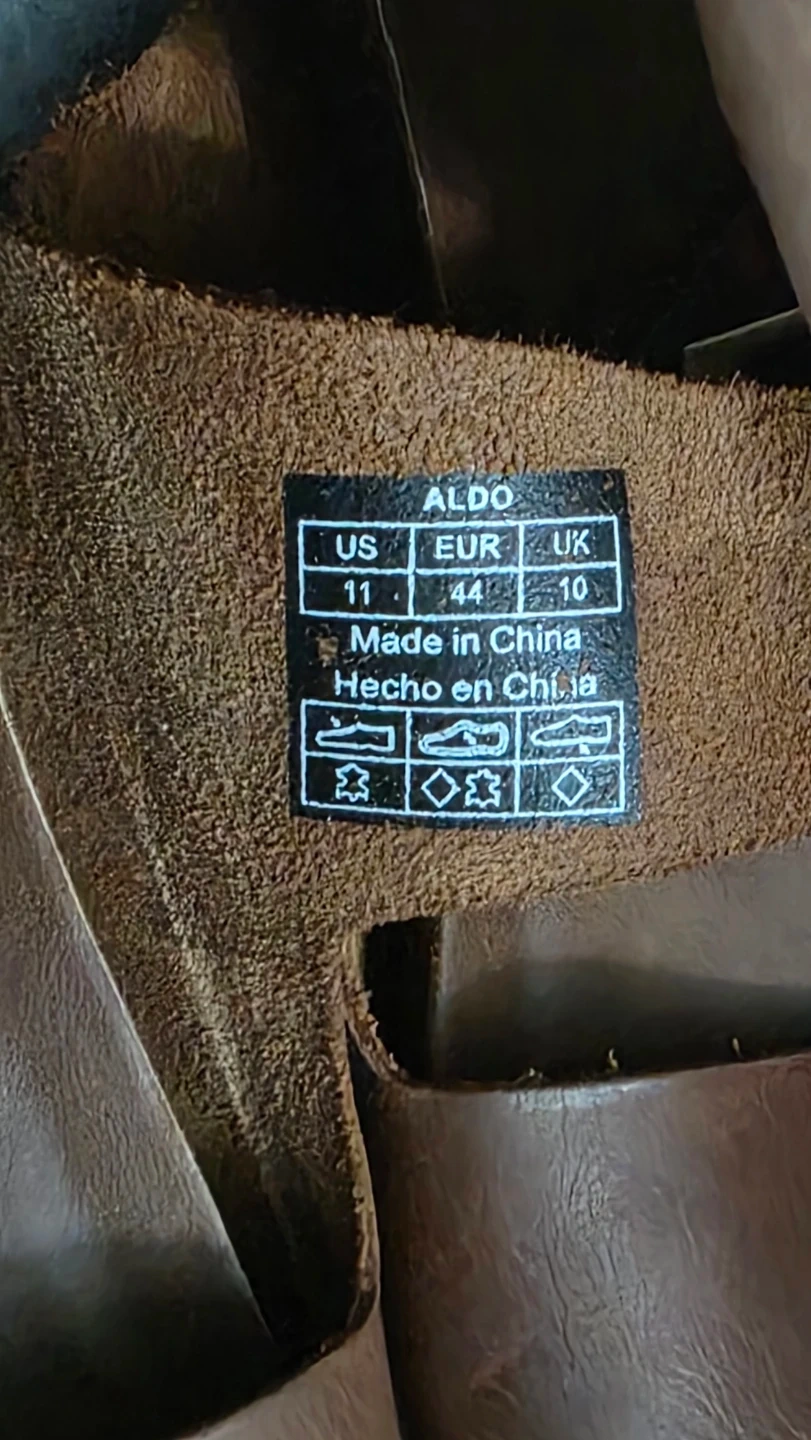 ALDO
US EUR UK
11 44 10
Made in China
Hecho en China